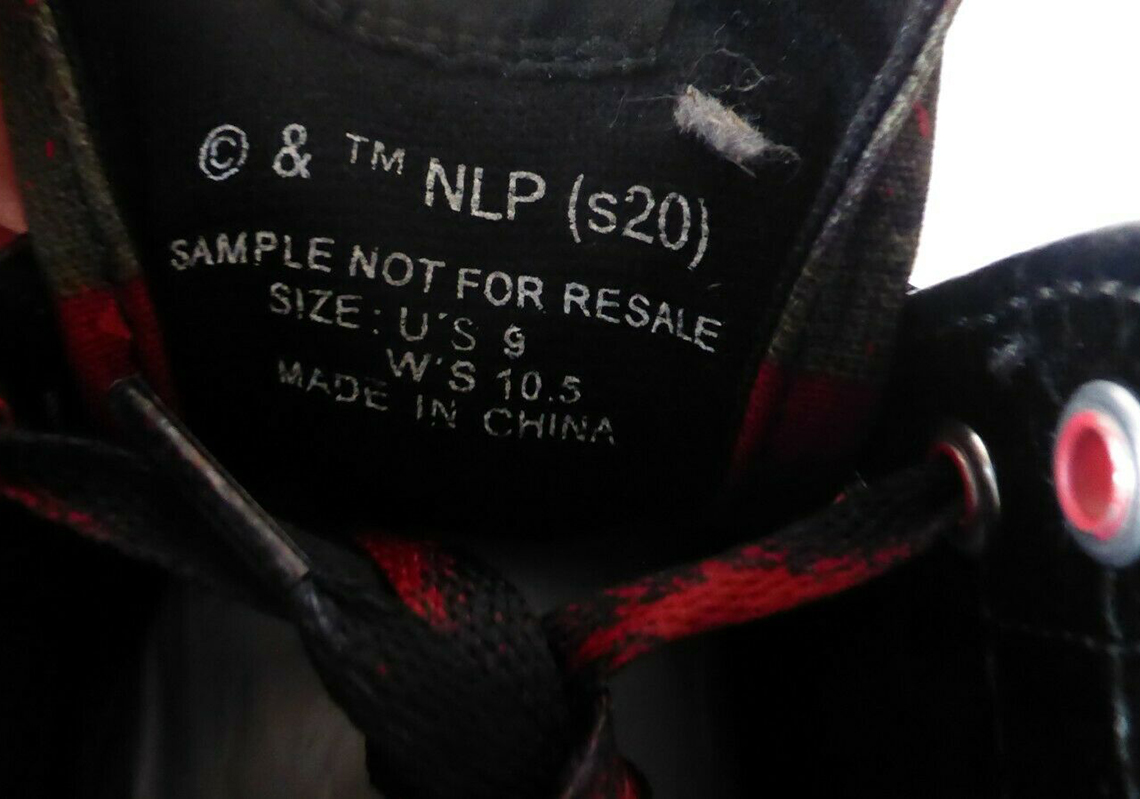 © & ™ NLP (s20)
SAMPLE NOT FOR RESALE
SIZE: U'S 9
W'S 10.5
MADE IN CHINA